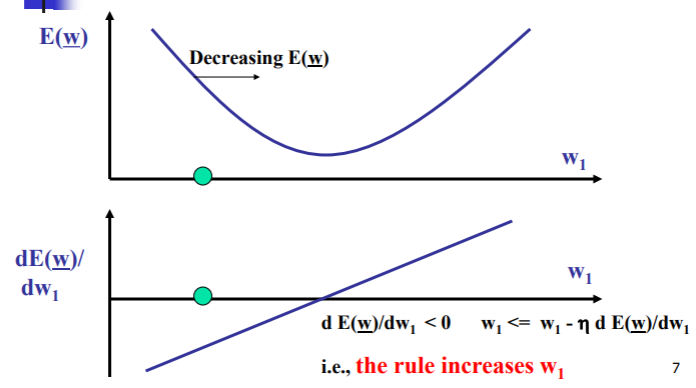 E(w)
Decreasing E(w)
w1
dE(w)/
dw1
w1
d E(w)/dw1 < 0 w1 <= w1 - η d E(w)/dw1
i.e., the rule increases w1
7